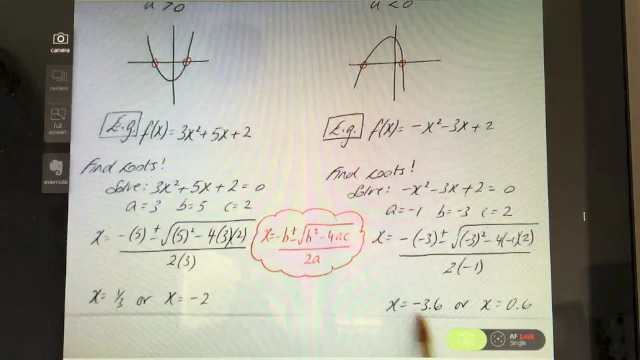 a > 0
a < 0
camera
review
full
screen
evernote
E.g. f(x) = 3x² + 5x + 2
Find roots!
Solve: 3x² + 5x + 2 = 0
a = 3 b = 5 c = 2
x = -(5) ± √(5)² - 4(3)(2)
2(3)
x = 1/3 or x = -2
x = -b ± √b² - 4ac
2a
E.g. f(x) = -x² - 3x + 2
Find roots!
Solve: -x² - 3x + 2 = 0
a = -1 b = -3 c = 2
x = -(-3) ± √(-3)² - 4(-1)(2)
2(-1)
x = -3.6 or x = 0.6
AF Lock
Single